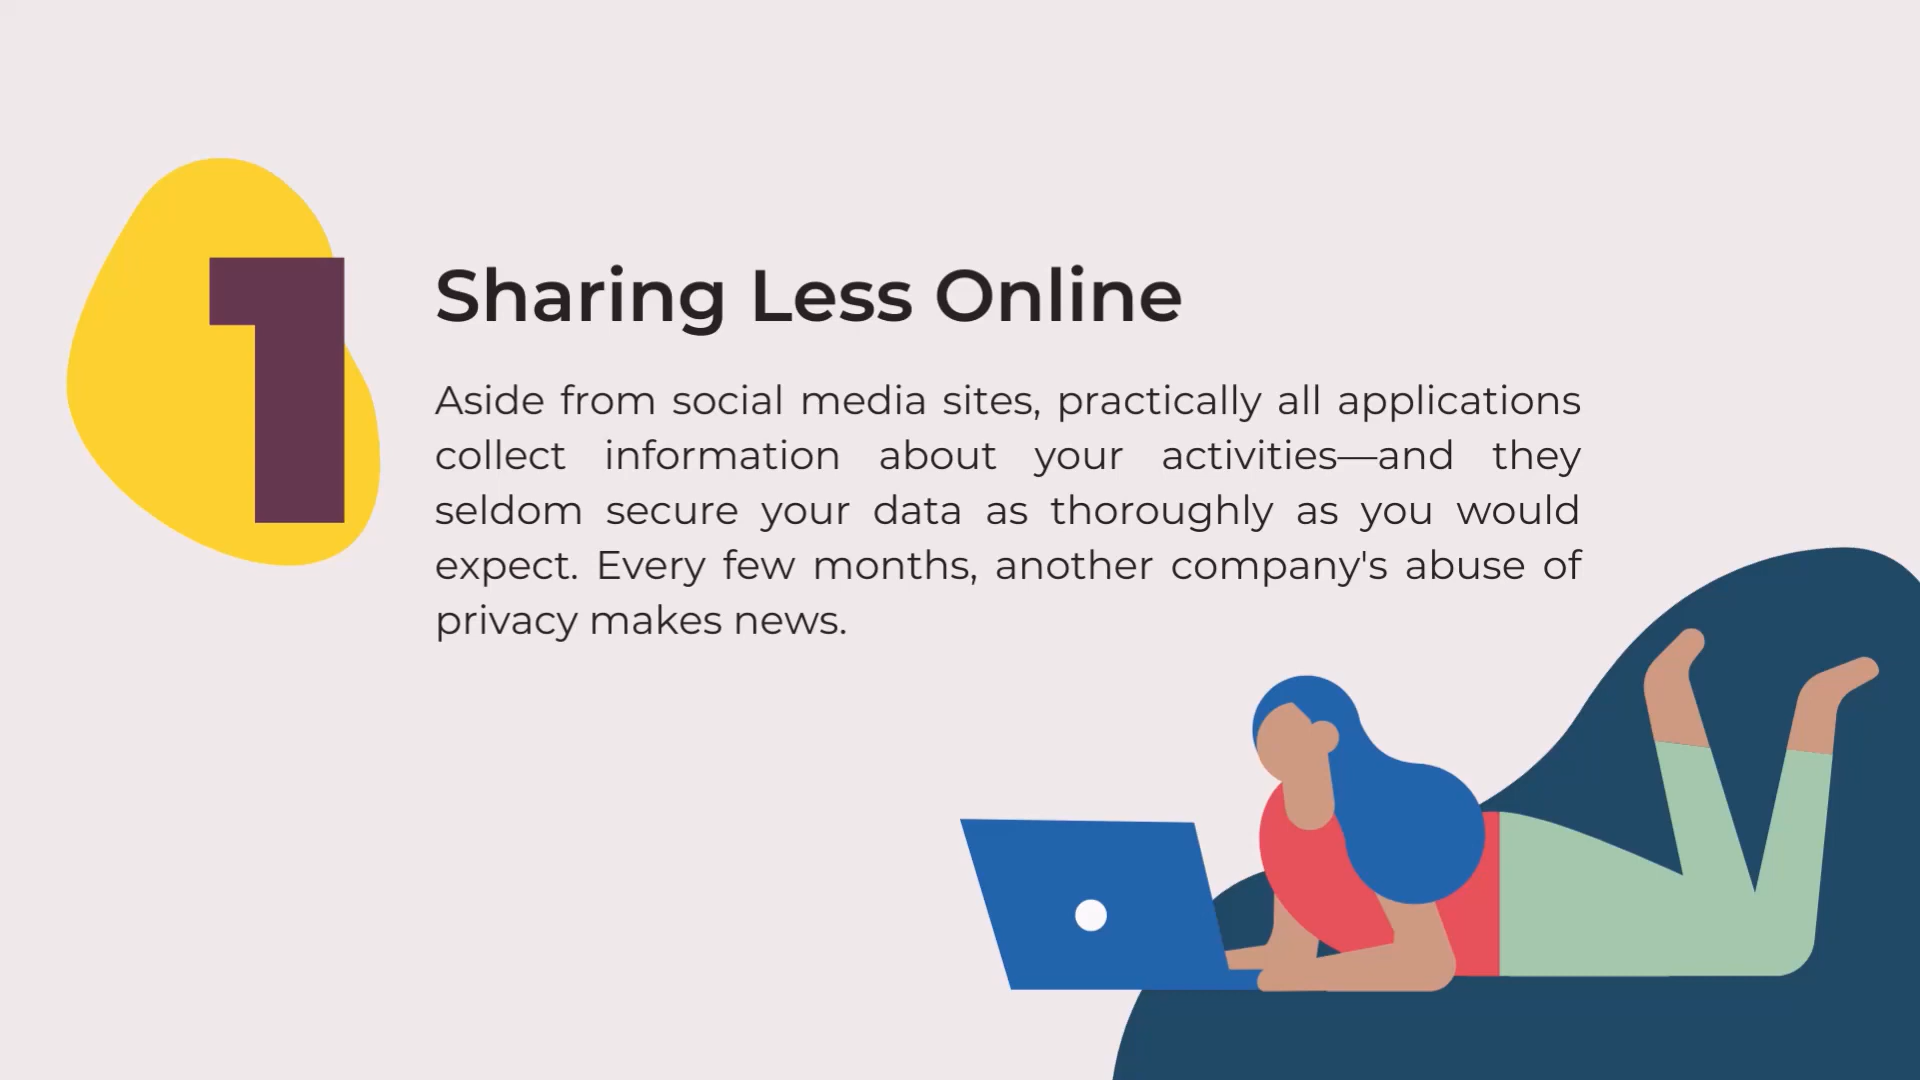 1
Sharing Less Online
Aside from social media sites, practically all applications
collect information about your activities—and they
seldom secure your data as thoroughly as you would
expect. Every few months, another company's abuse of
privacy makes news.